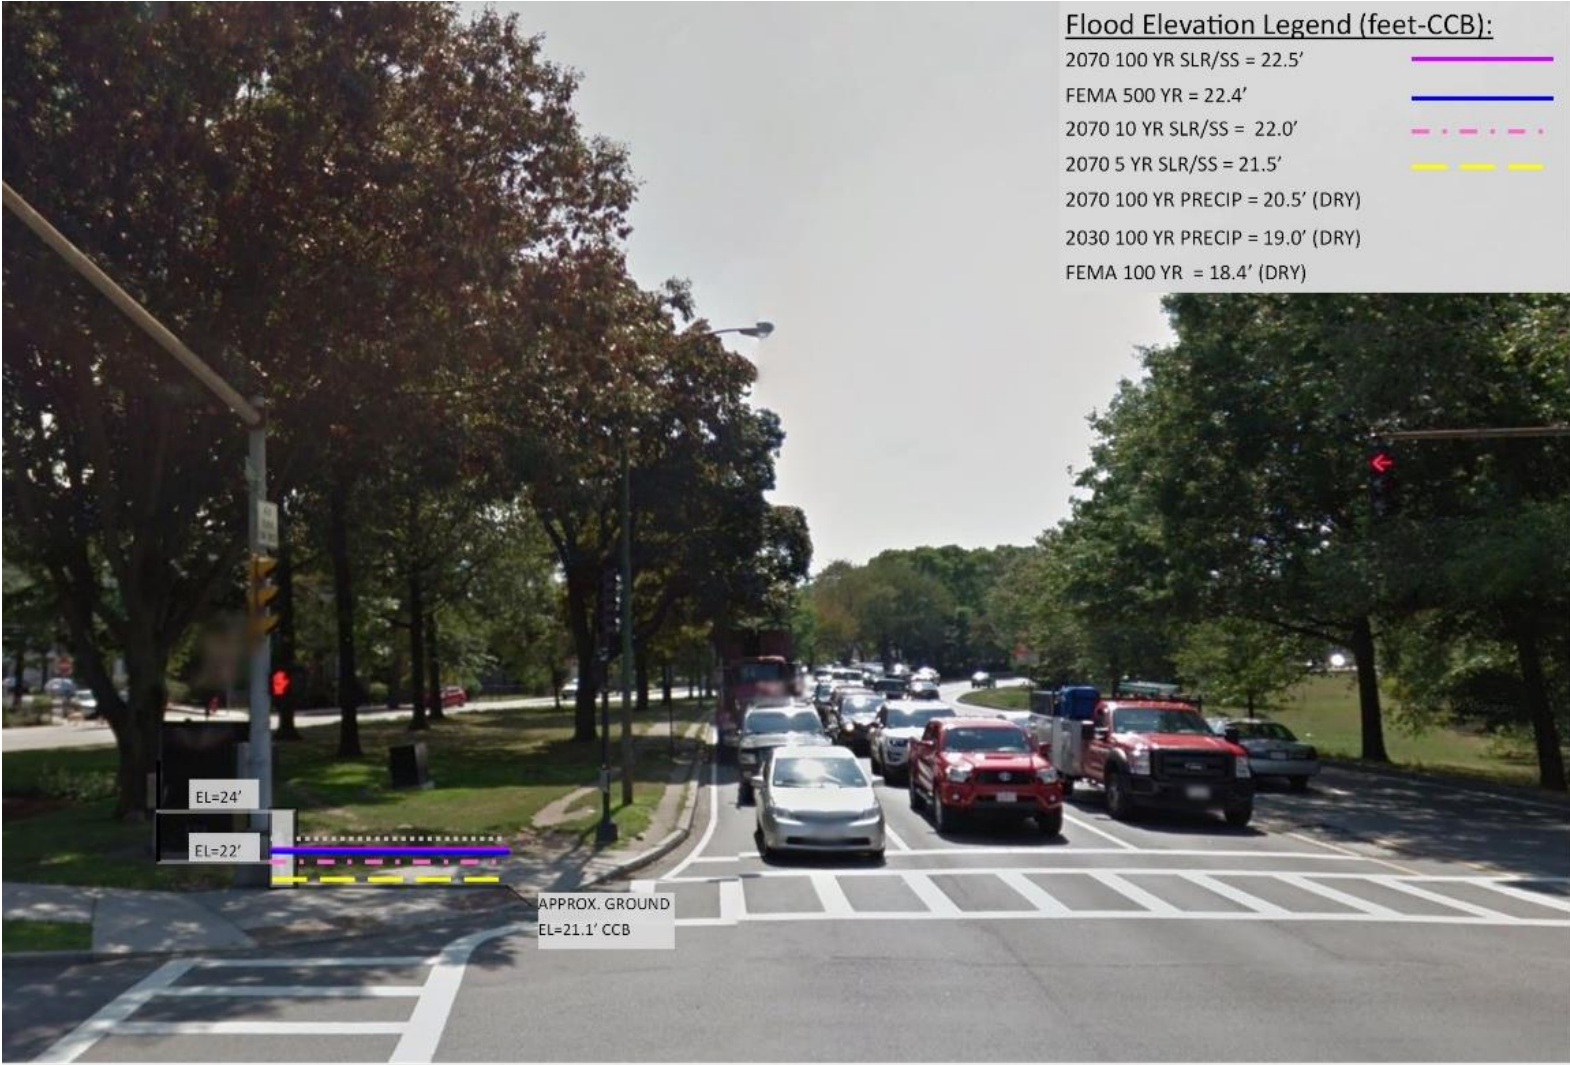 Flood Elevation Legend (feet-CCB):
2070 100 YR SLR/SS = 22.5’
FEMA 500 YR = 22.4’
2070 10 YR SLR/SS = 22.0’
2070 5 YR SLR/SS = 21.5’
2070 100 YR PRECIP = 20.5’ (DRY)
2030 100 YR PRECIP = 19.0’ (DRY)
FEMA 100 YR = 18.4’ (DRY)
EL=24’
EL=22’
APPROX. GROUND
EL=21.1’ CCB